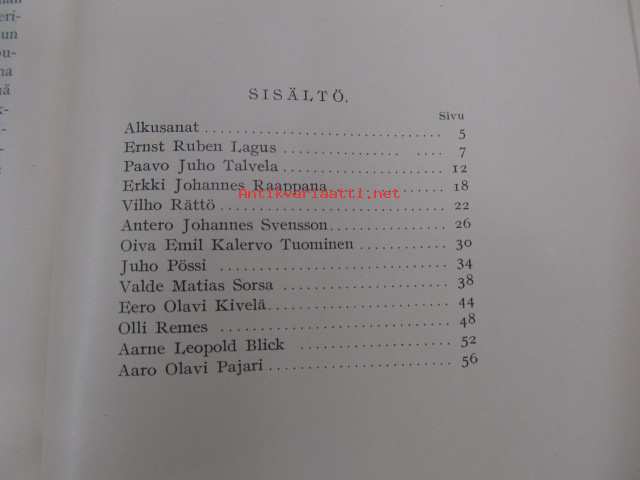 SISÄLTÖ.
Sivu
Alkusanat 5
Ernst Ruben Lagus 7
Paavo Juho Talvela 12
Erkki Johannes Raappana 18
Antikvariaatti.net
Vilho Rättö 22
Antero Johannes Svensson 26
Oiva Emil Kalervo Tuominen 30
Juho Pössi 34
Valde Matias Sorsa 38
Eero Olavi Kivelä 44
Olli Remes 48
Aarne Leopold Blick 52
Aaro Olavi Pajari 56